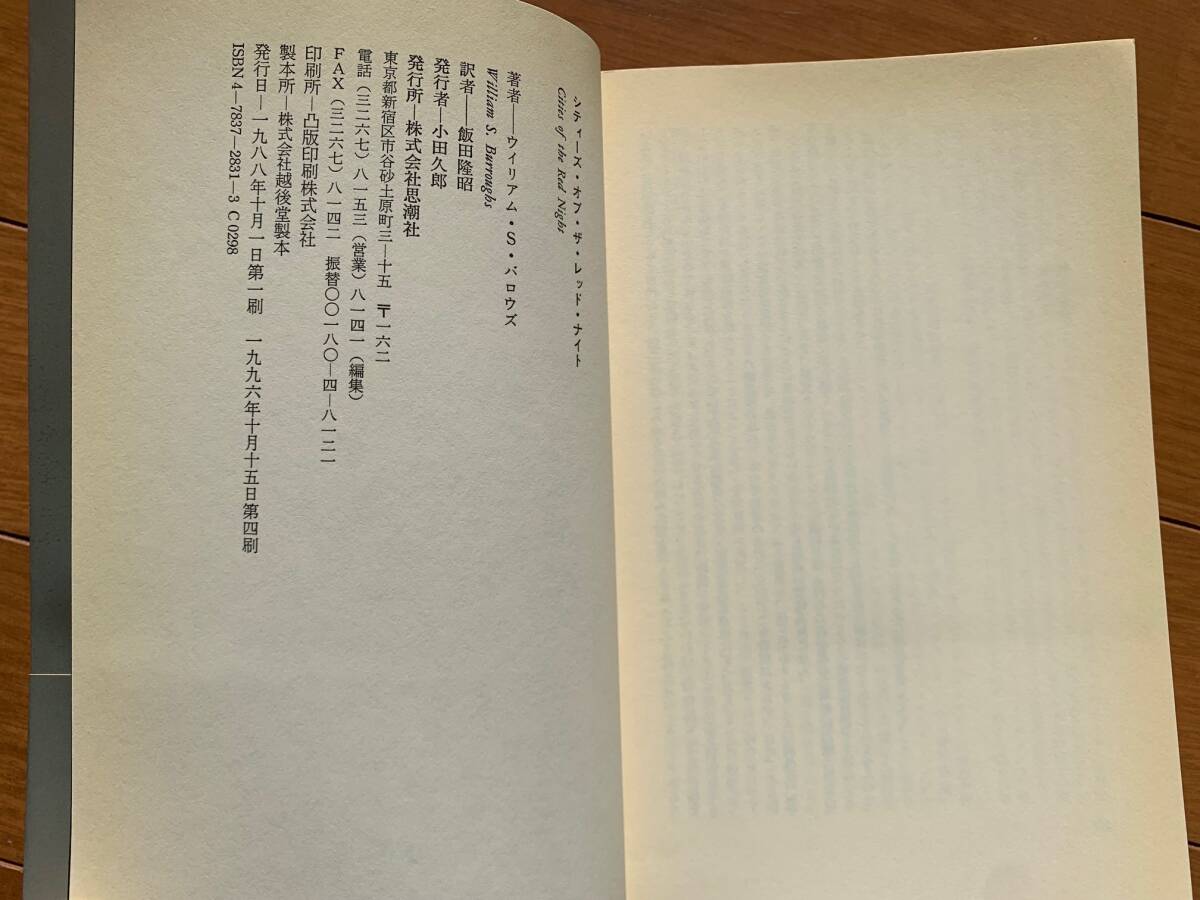 シティーズ・オブ・ザ・レッド・ナイト
Cities of the Red Night
著者――ウイリアム・S・バロウズ
William S. Burroughs
訳者――飯田隆昭
発行者―小田久郎
発行所―株式会社思潮社
東京都新宿区市谷砂土原町三―十五 〒一六二
電話(三二六七)八一五三(営業)八一四一(編集)
FAX(三二六七)八一四二 振替〇〇一八〇―四―八一二一
印刷所―凸版印刷株式会社
製本所―株式会社越後堂製本
発行日―一九八八年十月一日第一刷 一九九六年十月十五日第四刷
ISBN4―7837―2831―3 C0298